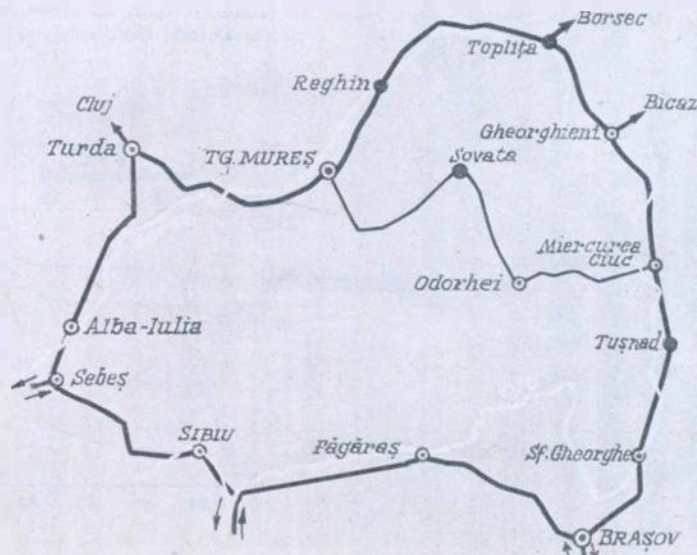 Borsec
Toplița
Reghin
Bicaz
Cluj
Gheorghieni
Turda
TG. MUREȘ
Sovata
Miercurea
Ciuc
Odorhei
Alba-Iulia
Tușnad
Sebeș
SIBIU
Făgăraș
Sf. Gheorghe
BRAȘOV